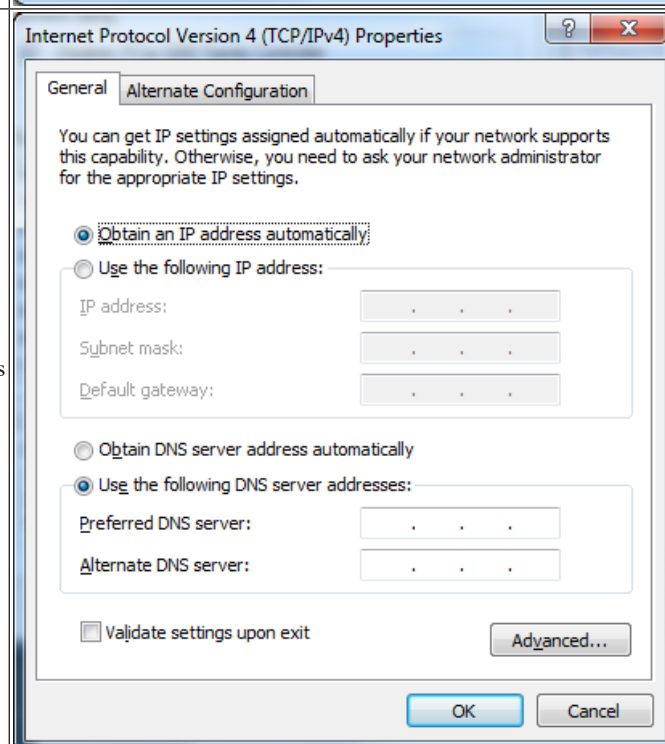 Internet Protocol Version 4 (TCP/IPv4) Properties
General
Alternate Configuration
You can get IP settings assigned automatically if your network supports
this capability. Otherwise, you need to ask your network administrator
for the appropriate IP settings.
Obtain an IP address automatically
Use the following IP address:
IP address:
Subnet mask:
s
Default gateway:
Obtain DNS server address automatically
Use the following DNS server addresses:
Preferred DNS server:
Alternate DNS server:
Validate settings upon exit
Advanced...
OK
Cancel